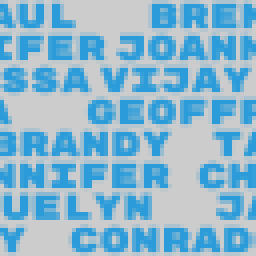 AUL BREN
IFER JOANN
SSA VIJAY
A GEOFFR
BRANDY TA
NNIFER CH
UELYN JA
Y CONRAD